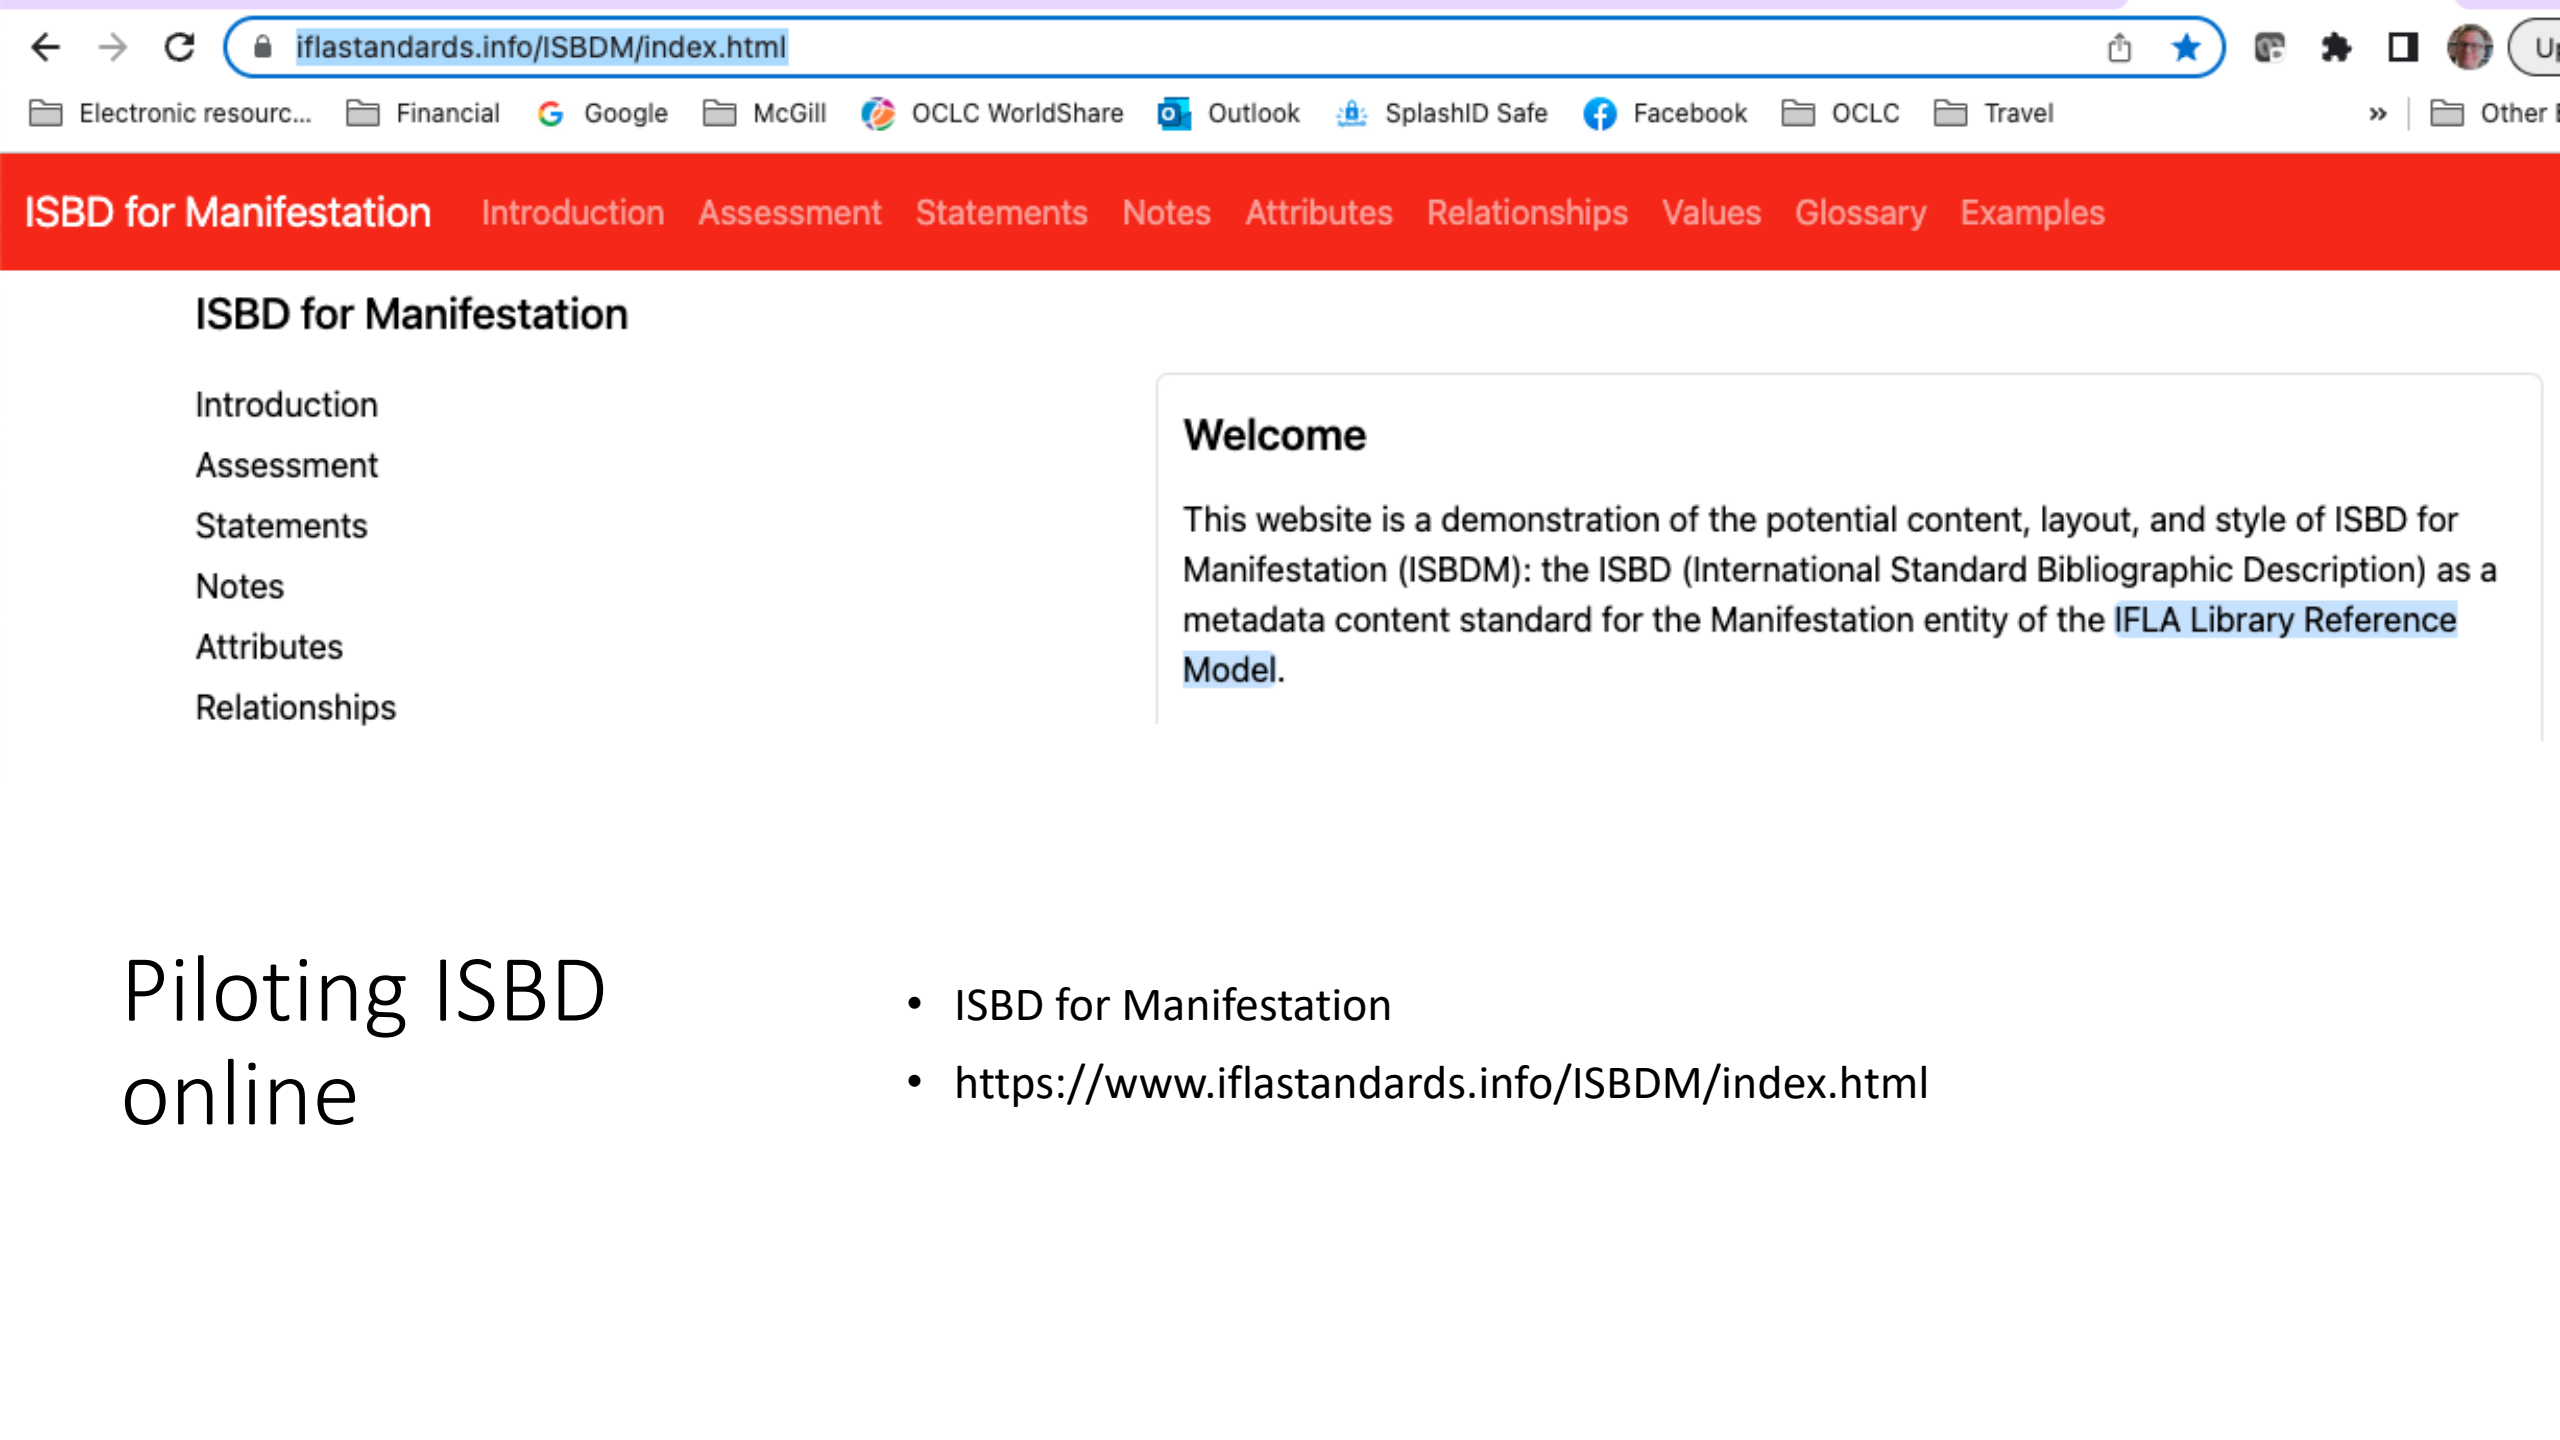 iflastandards.info/ISBDM/index.html
Up
Electronic resourc... Financial Google McGill OCLC WorldShare Outlook SplashID Safe Facebook OCLC Travel » Other
ISBD for Manifestation Introduction Assessment Statements Notes Attributes Relationships Values Glossary Examples
ISBD for Manifestation
Introduction
Assessment
Statements
Notes
Attributes
Relationships
Welcome
This website is a demonstration of the potential content, layout, and style of ISBD for
Manifestation (ISBDM): the ISBD (International Standard Bibliographic Description) as a
metadata content standard for the Manifestation entity of the IFLA Library Reference
Model.
Piloting ISBD
online
• ISBD for Manifestation
• https://www.iflastandards.info/ISBDM/index.html